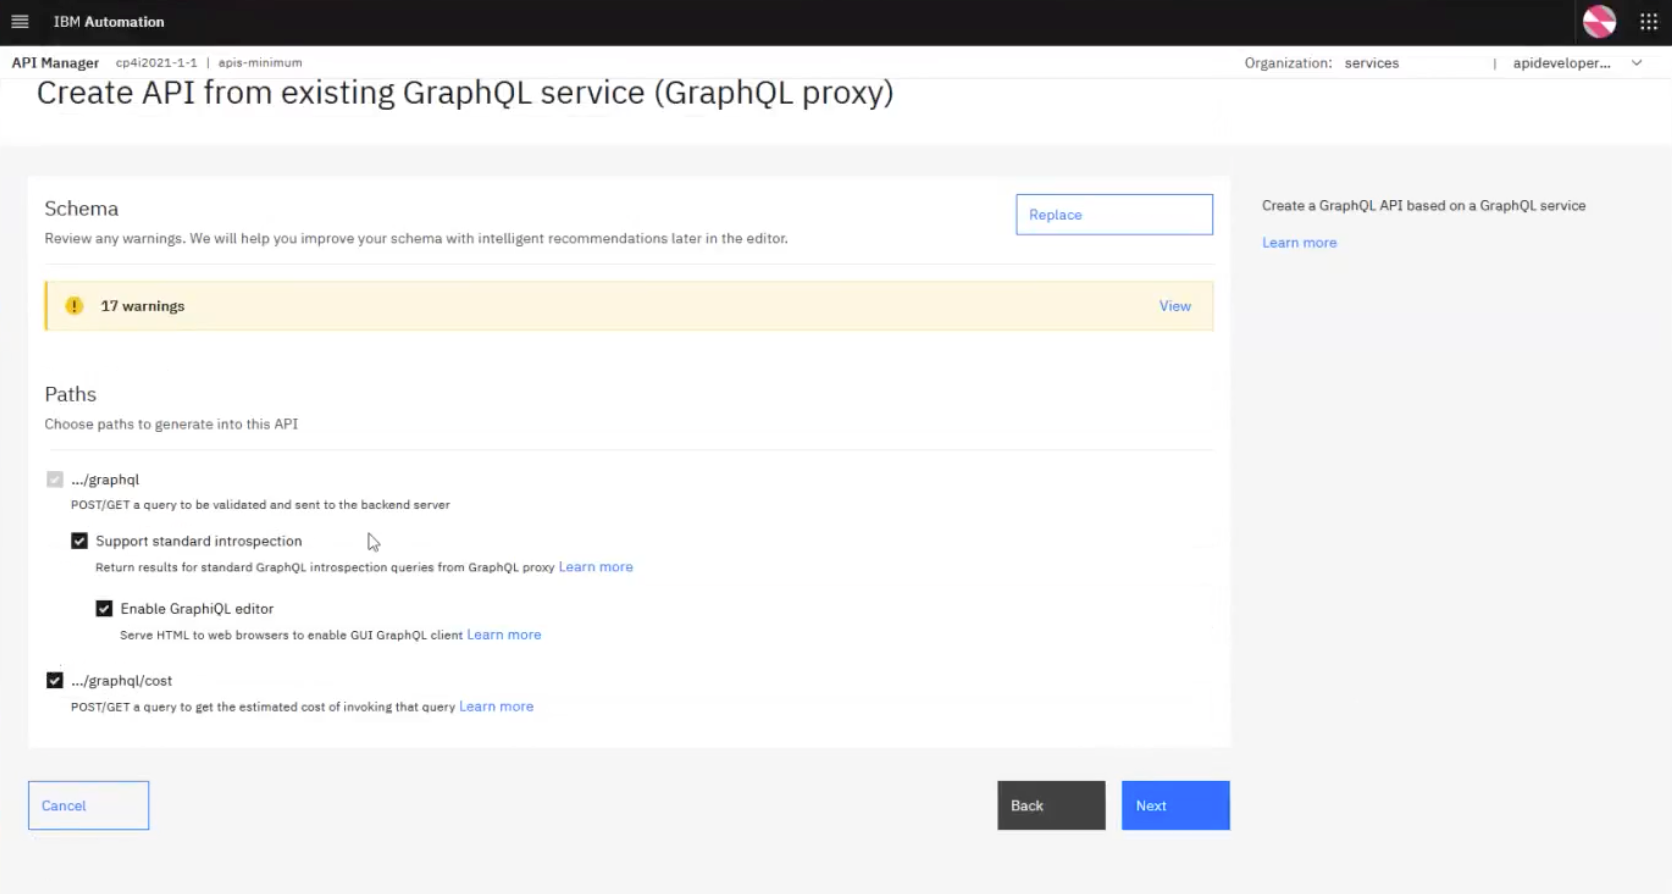 IBM Automation
API Manager cp4i2021-1-1 | apis-minimum Organization: services | apideveloper...
Create API from existing GraphQL service (GraphQL proxy)
Schema
Replace
Review any warnings. We will help you improve your schema with intelligent recommendations later in the editor.
Create a GraphQL API based on a GraphQL service
Learn more
17 warnings View
Paths
Choose paths to generate into this API
.../graphql
POST/GET a query to be validated and sent to the backend server
Support standard introspection
Return results for standard GraphQL introspection queries from GraphQL proxy Learn more
Enable GraphiQL editor
Serve HTML to web browsers to enable GUI GraphQL client Learn more
.../graphql/cost
POST/GET a query to get the estimated cost of invoking that query Learn more
Cancel Back Next